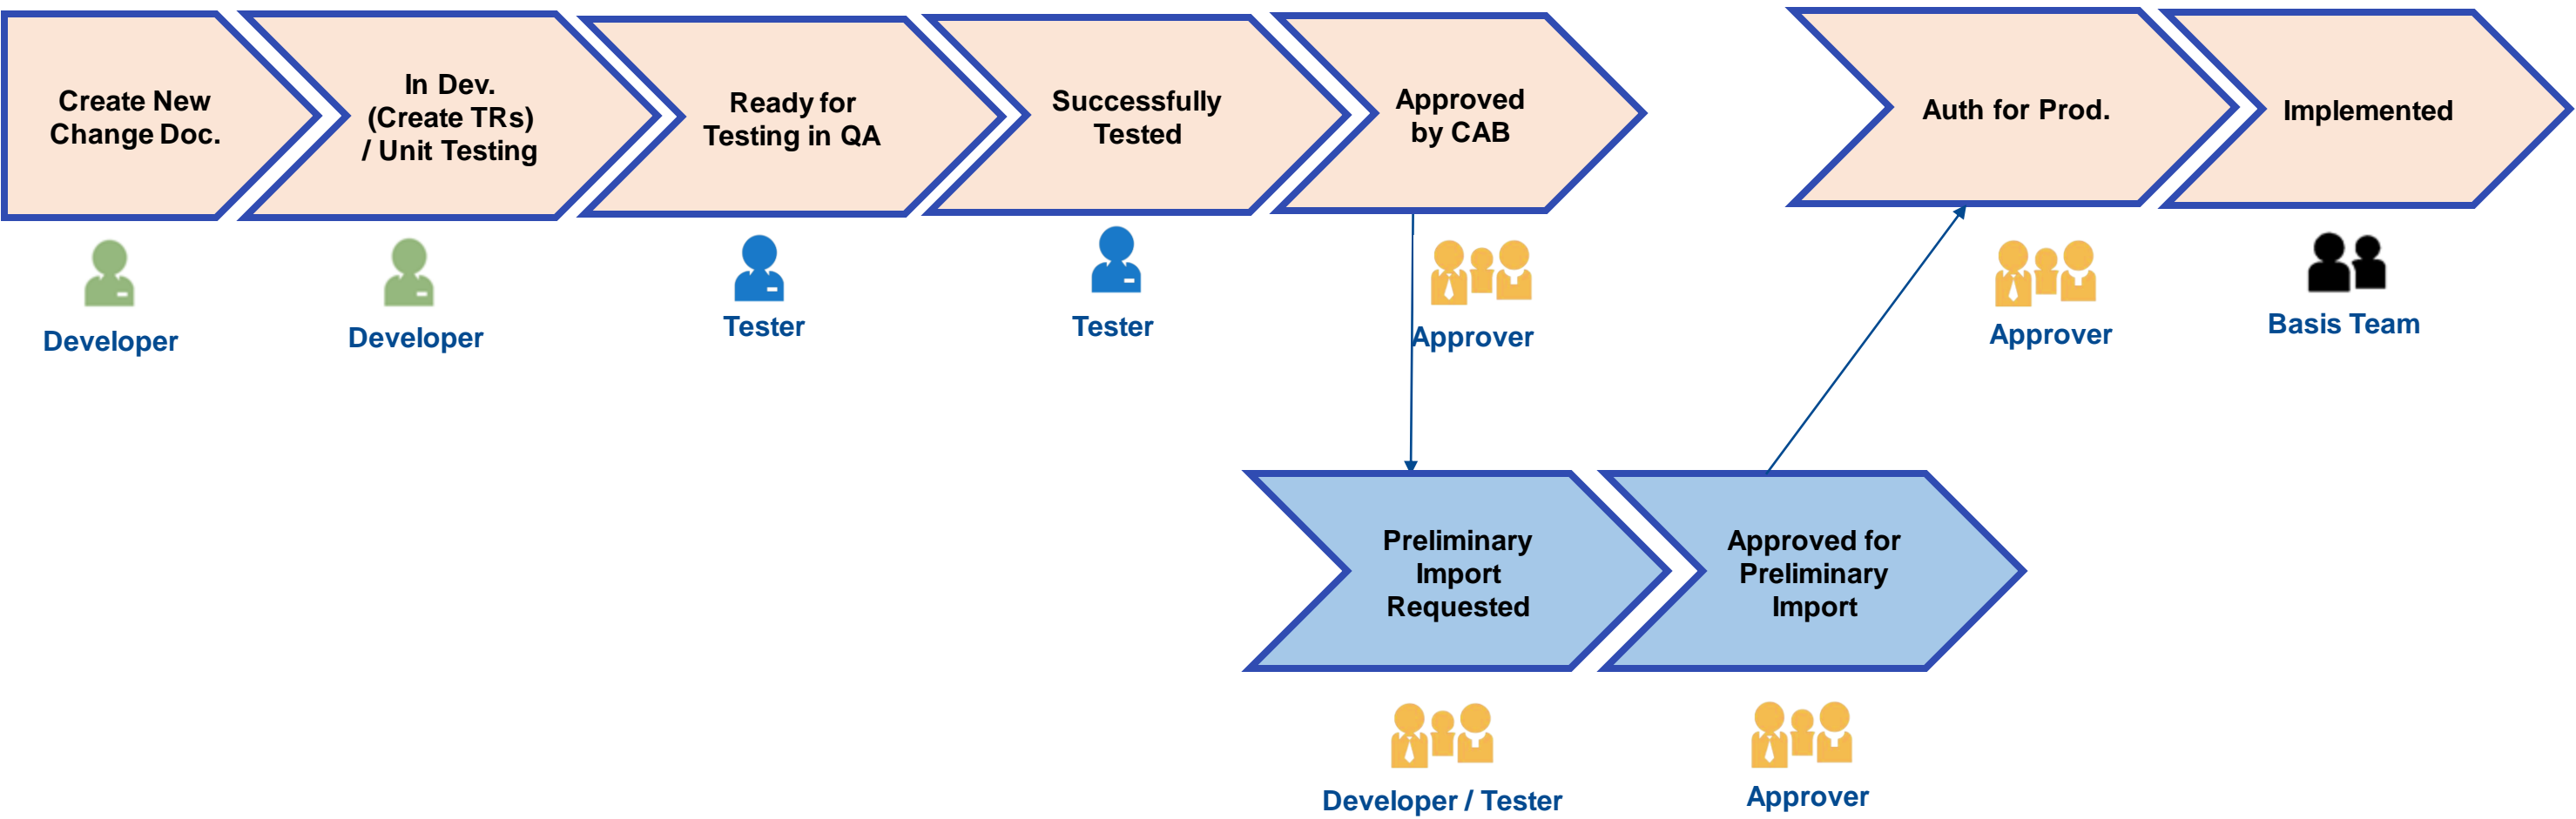 Create New
Change Doc.
In Dev.
(Create TRs)
/ Unit Testing
Ready for
Testing in QA
Successfully
Tested
Approved
by CAB
Auth for Prod.
Implemented
Developer
Developer
Tester
Tester
Approver
Approver
Basis Team
Preliminary
Import
Requested
Approved for
Preliminary
Import
Developer / Tester
Approver